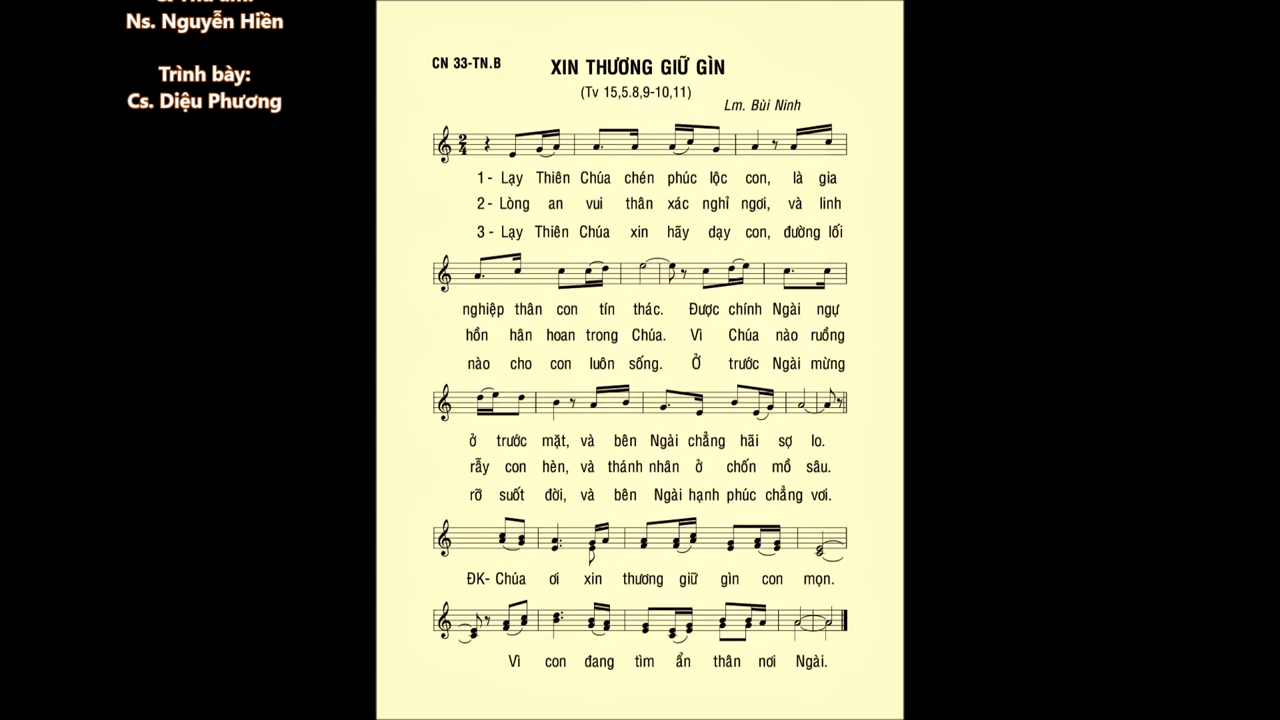 Ns. Nguyễn Hiền
Trình bày:
Cs. Diệu Phương
CN 33-TN.B
XIN THƯƠNG GIỮ GÌN
(Tv 15,5.8,9-10,11)
Lm. Bùi Ninh
1- Lạy Thiên Chúa chén phúc lộc con, là gia
2- Lòng an vui thân xác nghỉ ngơi, và linh
3 - Lạy Thiên Chúa xin hãy dạy con, đường lối
nghiệp thân con tín thác. Được chính Ngài ngự
hồn hân hoan trong Chúa. Vì Chúa nào ruồng
nào cho con luôn sống. Ở trước Ngài mừng
ở trước mặt, và bên Ngài chẳng hãi sợ lo.
rẫy con hèn, và thánh nhân ở chốn mồ sâu.
rỡ suốt đời, và bên Ngài hạnh phúc chẳng vơi.
ĐK- Chúa ơi xin thương giữ gìn con mọn.
Vì con đang tìm ẩn thân nơi Ngài.